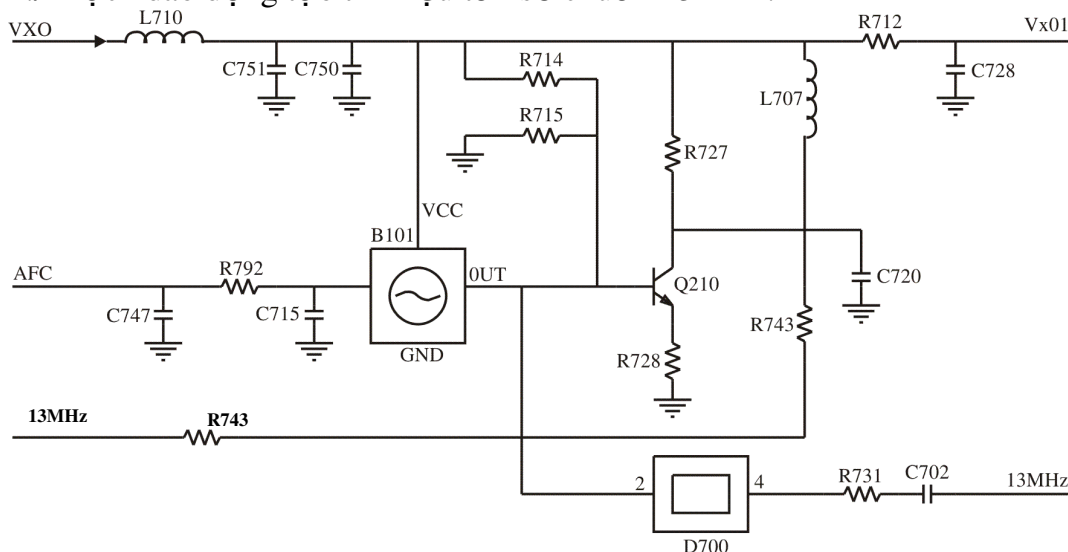 L710
VXO
R712
Vx01
C751
C750
R714
C728
L707
R715
R727
VCC
B101
AFC
R792
0UT
Q210
C720
C747
C715
R743
GND
R728
13MHz
R743
2
4
R731
C702
13MHz
D700